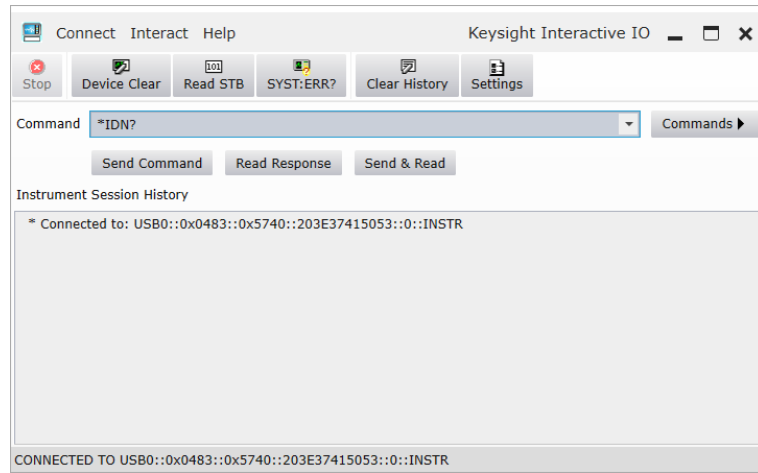 Connect Interact Help Keysight Interactive IO
101
Stop Device Clear Read STB SYST:ERR? Clear History Settings
Command *IDN? Commands
Send Command Read Response Send & Read
Instrument Session History
* Connected to: USB0::0x0483::0x5740::203E37415053::0::INSTR
CONNECTED TO USB0::0x0483::0x5740::203E37415053::0::INSTR